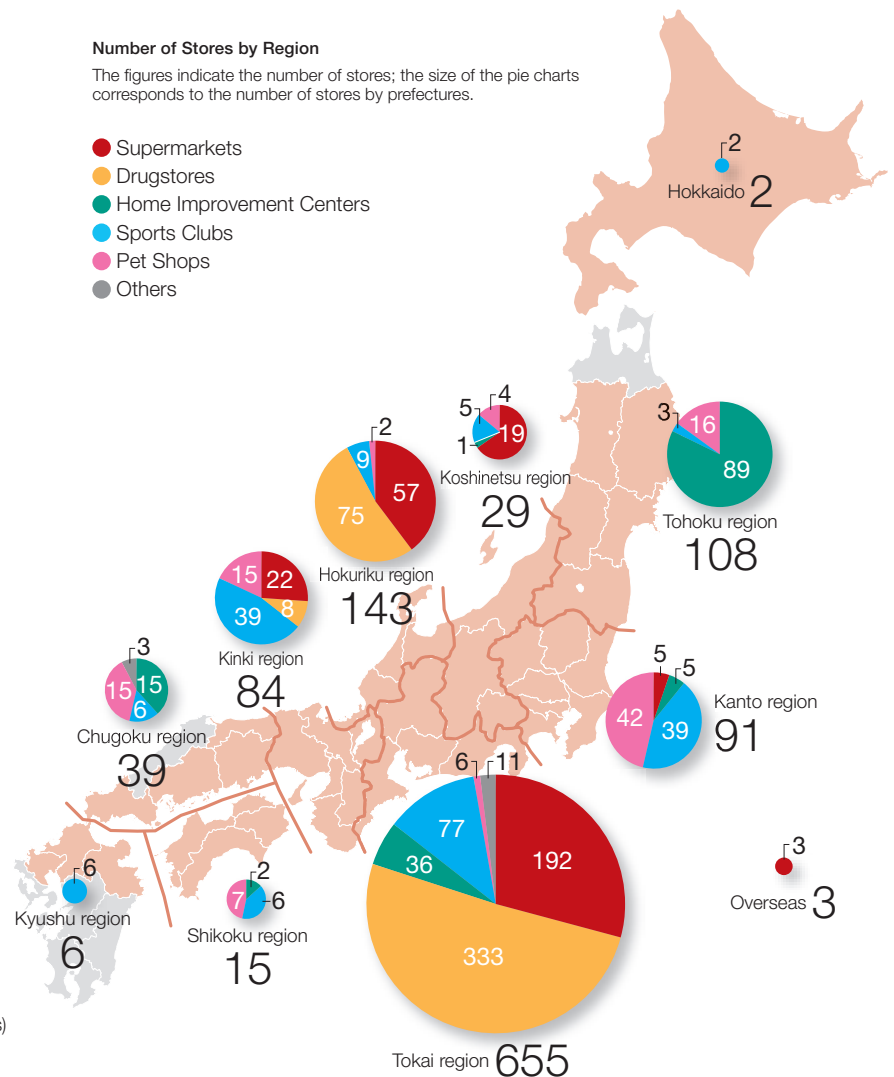 Number of Stores by Region
The figures indicate the number of stores; the size of the pie charts
corresponds to the number of stores by prefectures.
Supermarkets
Drugstores
Home Improvement Centers
Sports Clubs
Pet Shops
Others
2
Hokkaido 2
5
4
19
1
Koshinetsu region
29
3
16
89
Tohoku region
108
2
9
57
75
Hokuriku region
143
15
22
8
39
Kinki region
84
3
15
15
6
Chugoku region
39
5
5
42
39
Kanto region
91
6
11
77
192
36
333
Tokai region 655
6
Kyushu region
6
2
7
6
Shikoku region
15
3
Overseas 3
s)